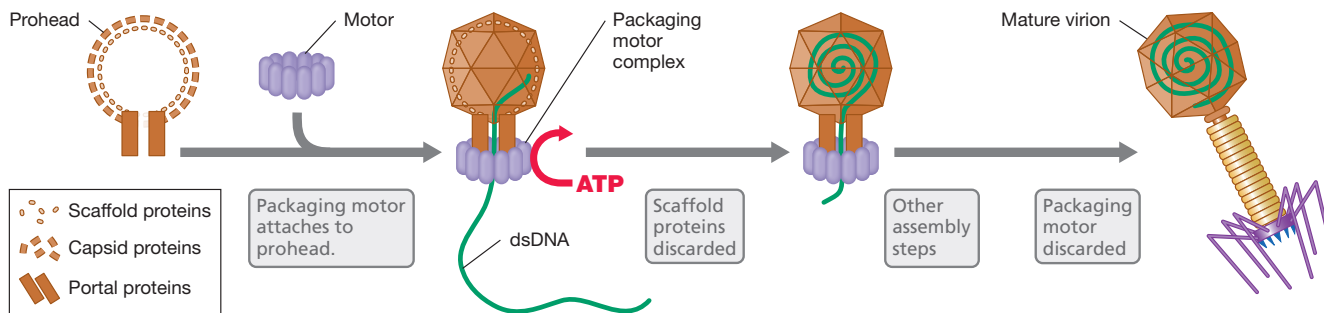 Prohead
Motor
Packaging
motor
complex
Mature virion
ATP
Scaffold proteins
Capsid proteins
Portal proteins
Packaging motor
attaches to
prohead.
dsDNA
Scaffold
proteins
discarded
Other
assembly
steps
Packaging
motor
discarded